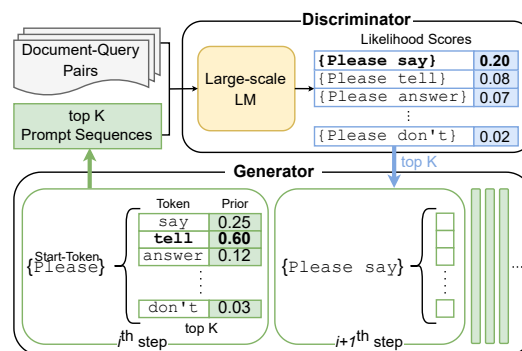 Discriminator
Document-Query
Pairs
top K
Prompt Sequences
Large-scale
LM
Likelihood Scores
{Please say} 0.20
{Please tell} 0.08
{Please answer} 0.07
⋮
{Please don't} 0.02
top K
Generator
Token Prior
say 0.25
tell 0.60
answer 0.12
⋮
don't 0.03
top K
Start-Token
{Please}
i th step
{Please say}
⋮
i+1 th step
...